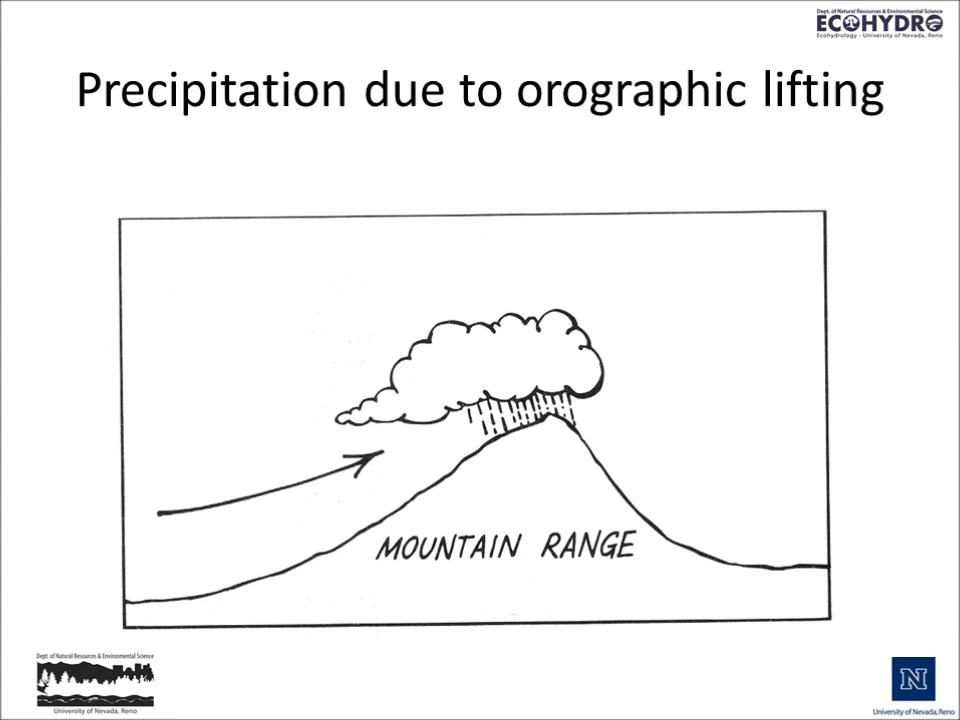 Dept. of Natural Resources & Environmental Science
ECOHYDRO
Ecohydrology - University of Nevada, Reno
Precipitation due to orographic lifting
MOUNTAIN RANGE
Dept. of Natural Resources & Environmental Science
University of Nevada, Reno
N
University of Nevada, Reno